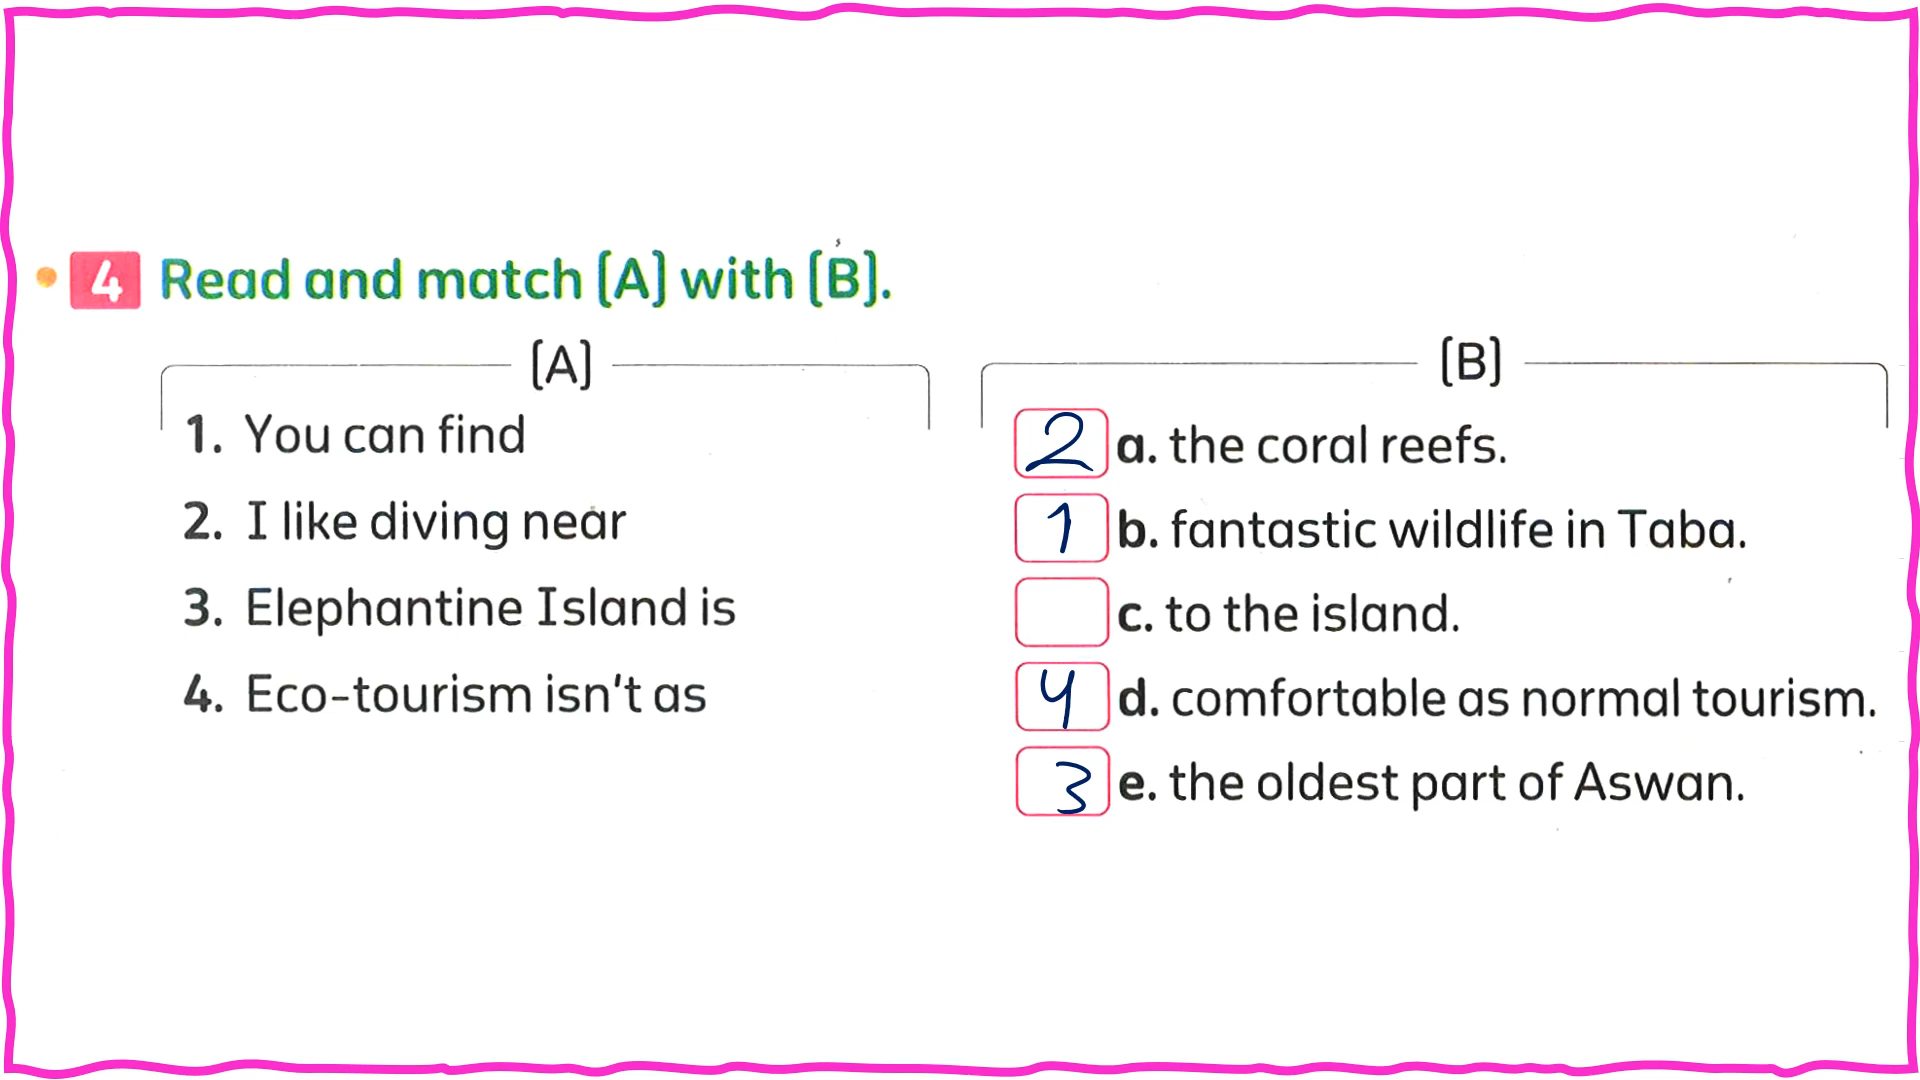 4 Read and match (A) with (B).
(A)
1. You can find
2. I like diving near
3. Elephantine Island is
4. Eco-tourism isn't as
(B)
2 a. the coral reefs.
1 b. fantastic wildlife in Taba.
c. to the island.
4 d. comfortable as normal tourism.
3 e. the oldest part of Aswan.